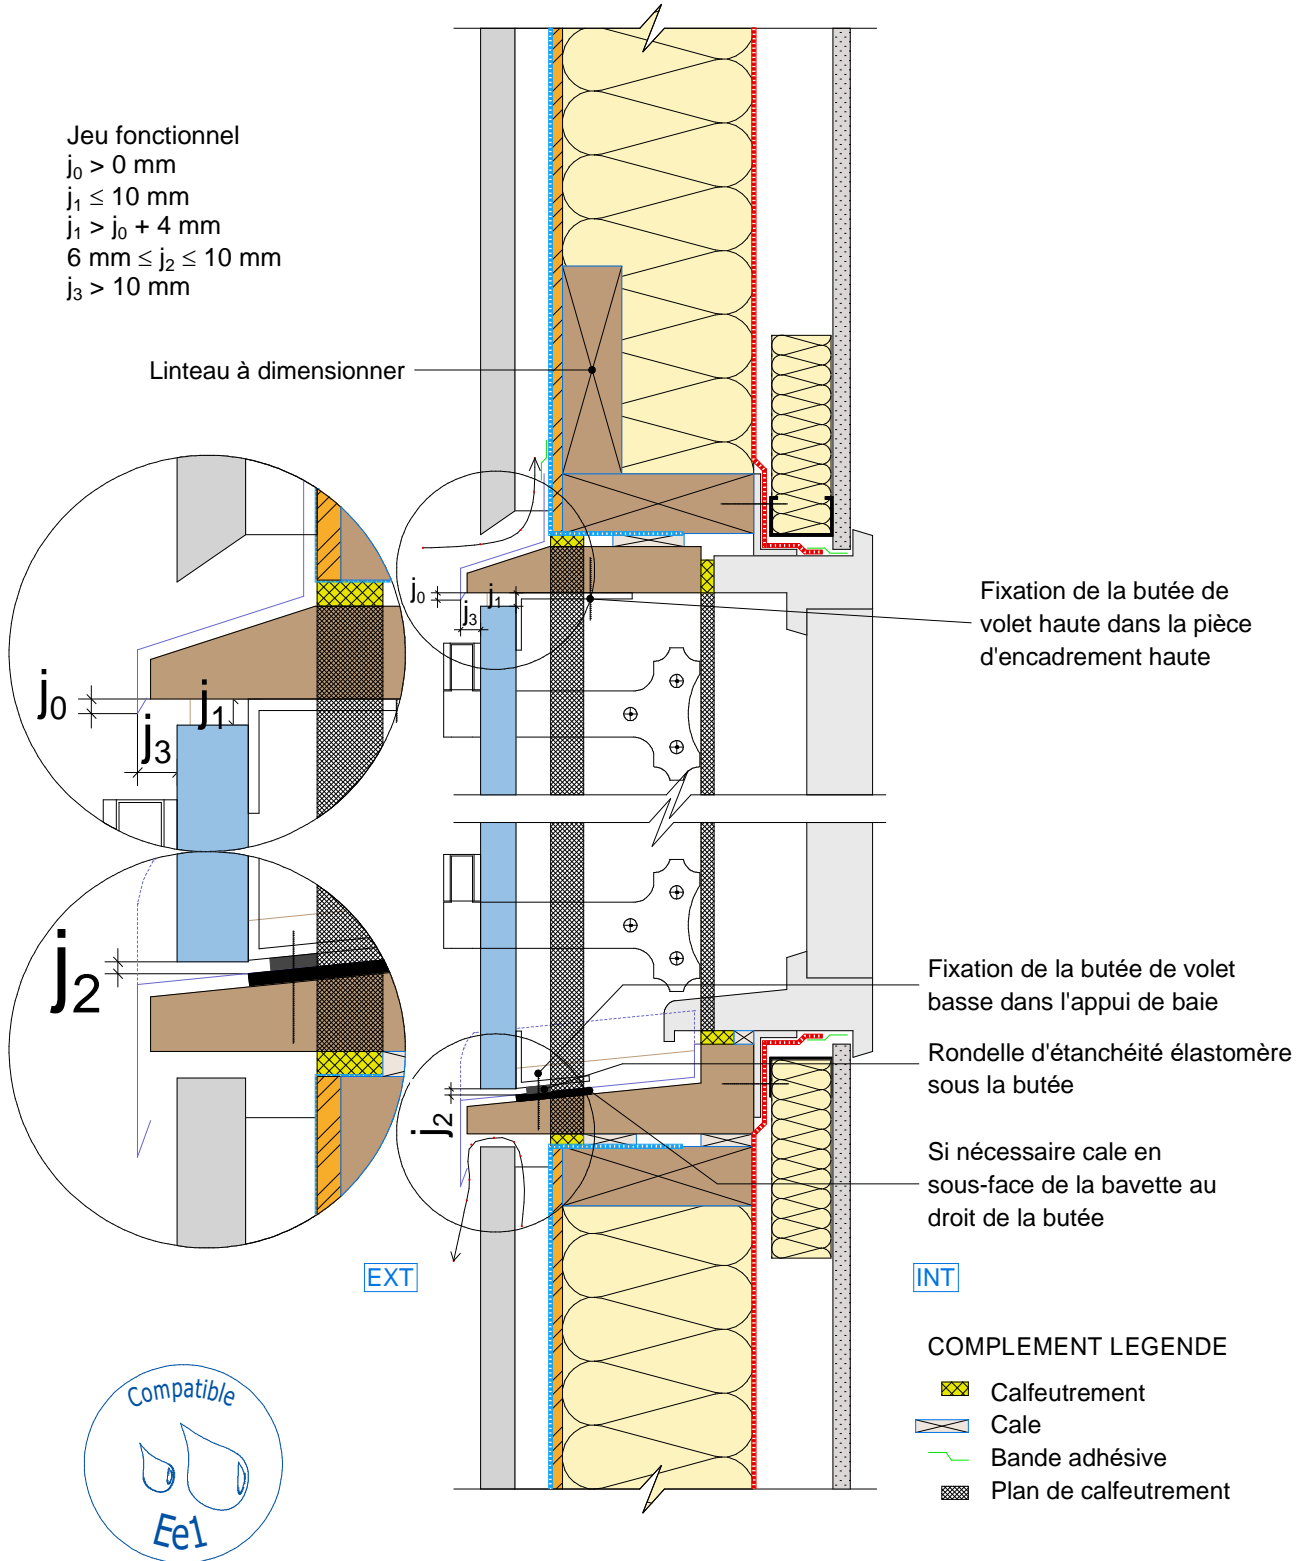 Jeu fonctionnel
j₀ > 0 mm
j₁ ≤ 10 mm
j₁ > j₀ + 4 mm
6 mm ≤ j₂ ≤ 10 mm
j₃ > 10 mm
Linteau à dimensionner
j₀
j₁
j₃
j₀
j₁
j₃
Fixation de la butée de
volet haute dans la pièce
d'encadrement haute
j₂
j₂
Fixation de la butée de volet
basse dans l'appui de baie
Rondelle d'étanchéité élastomère
sous la butée
Si nécessaire cale en
sous-face de la bavette au
droit de la butée
EXT
INT
COMPLEMENT LEGENDE
Calfeutrement
Cale
Bande adhésive
Plan de calfeutrement
Compatible
Ee1